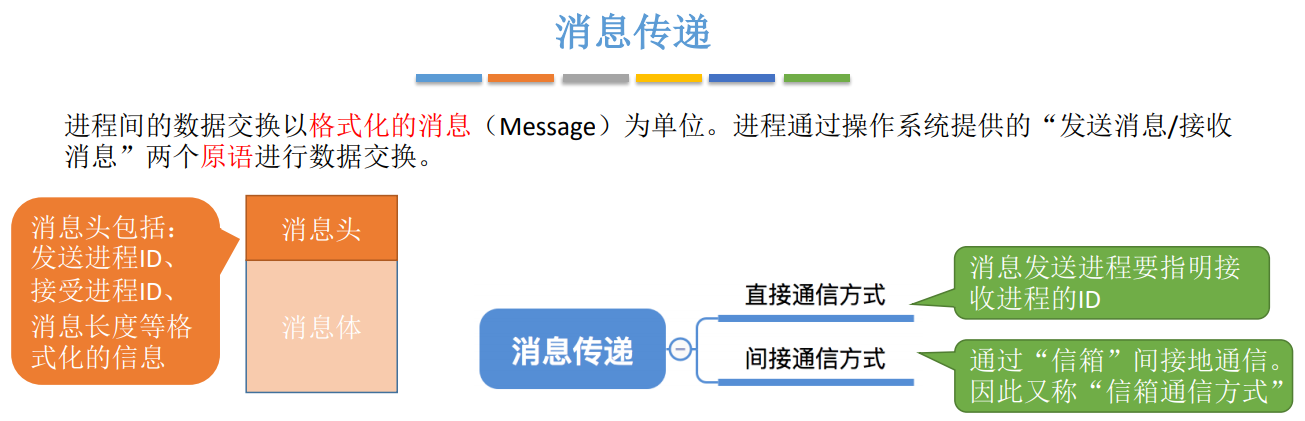 消息传递
进程间的数据交换以格式化的消息（Message）为单位。进程通过操作系统提供的“发送消息/接收
消息”两个原语进行数据交换。
消息头包括：
发送进程ID、
接受进程ID、
消息长度等格
式化的信息
消息头
消息体
消息传递
直接通信方式
消息发送进程要指明接
收进程的ID
间接通信方式
通过“信箱”间接地通信。
因此又称“信箱通信方式”